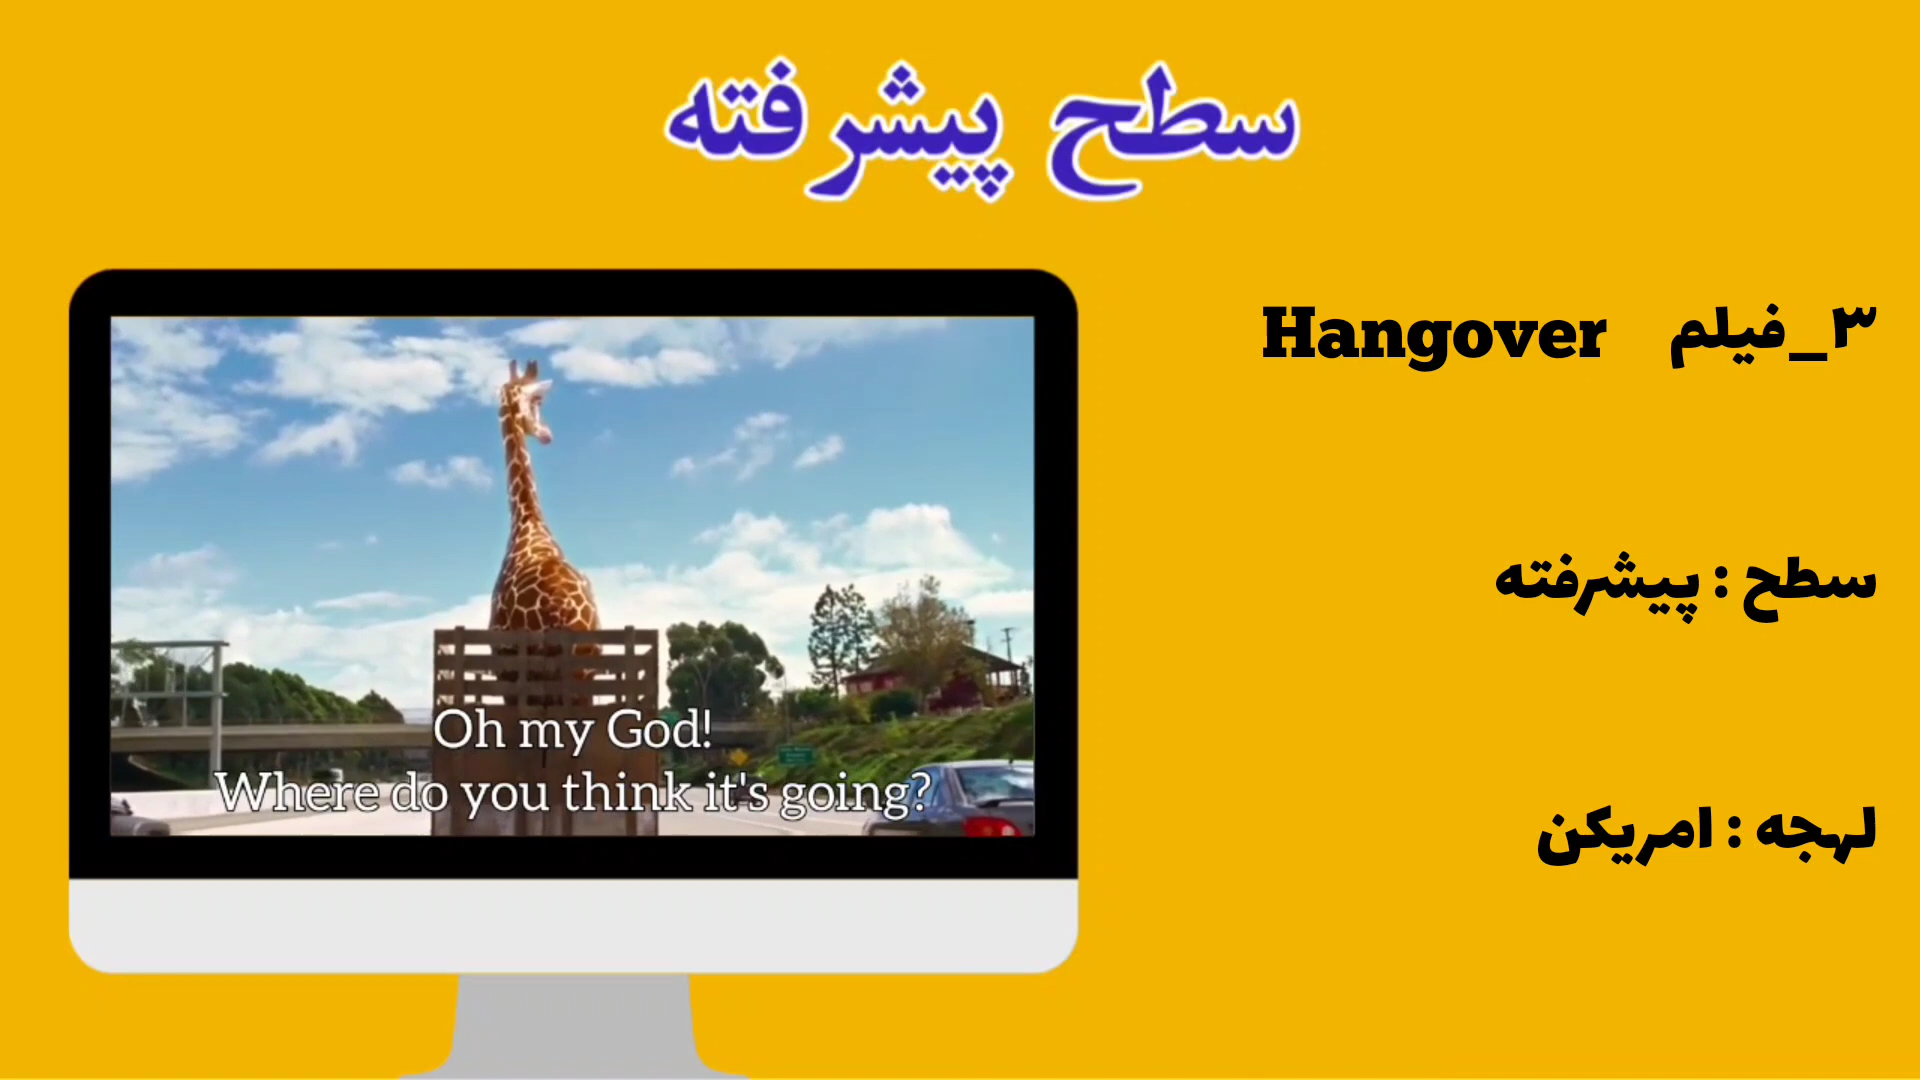 سطح پیشرفته
۳_فیلم Hangover
سطح : پیشرفته
لهجه : امریکن
Oh my God!
Where do you think it's going?